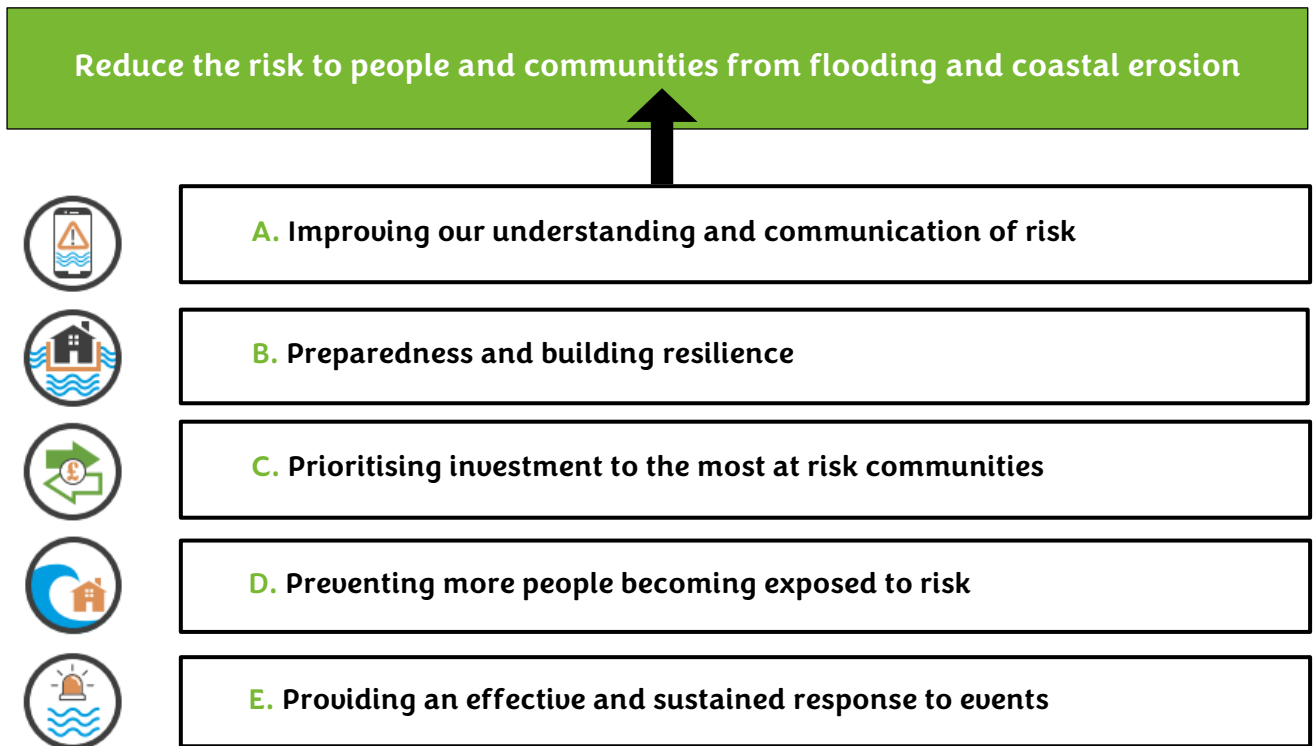 Reduce the risk to people and communities from flooding and coastal erosion
A. Improving our understanding and communication of risk
B. Preparedness and building resilience
£
C. Prioritising investment to the most at risk communities
D. Preventing more people becoming exposed to risk
E. Providing an effective and sustained response to events